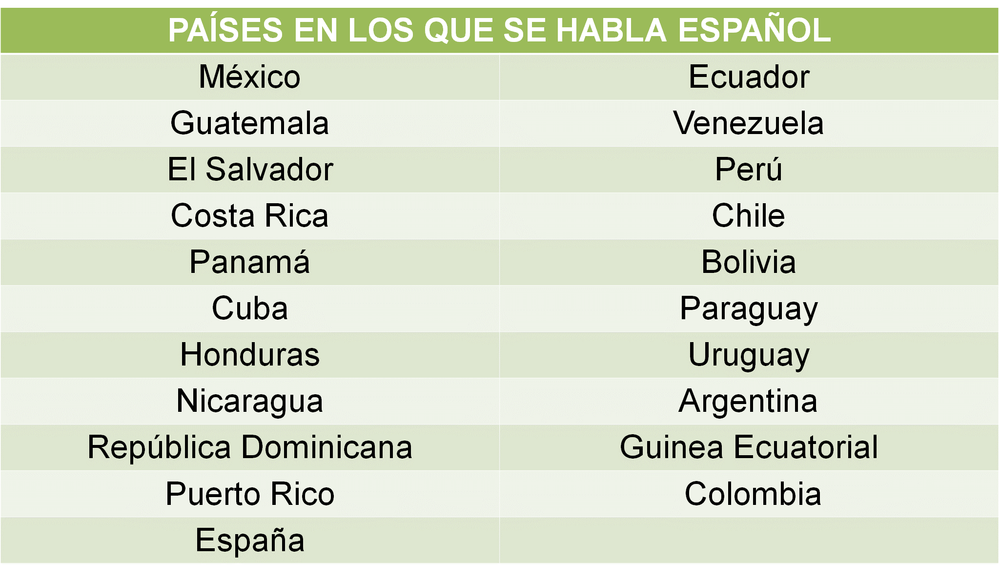 PAÍSES EN LOS QUE SE HABLA ESPAÑOL
México Ecuador
Guatemala Venezuela
El Salvador Perú
Costa Rica Chile
Panamá Bolivia
Cuba Paraguay
Honduras Uruguay
Nicaragua Argentina
República Dominicana Guinea Ecuatorial
Puerto Rico Colombia
España